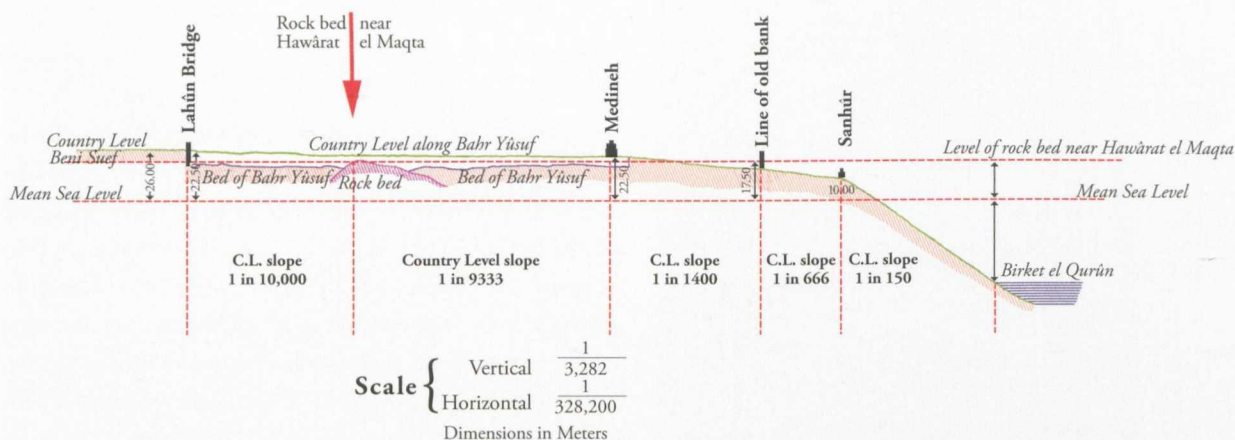 Rock bed near
Hawârat el Maqta
Lahûn Bridge
Medineh
Line of old bank
Sanhúr
Country Level
Beni Suef
Country Level along Bahr Yûsuf
Level of rock bed near Hawârat el Maqta
26.00
27.50
Bed of Bahr Yûsuf
Rock bed
Bed of Bahr Yûsuf
22.50
17.50
10.00
Mean Sea Level
Mean Sea Level
C.L. slope
1 in 10,000
Country Level slope
1 in 9333
C.L. slope
1 in 1400
C.L. slope
1 in 666
C.L. slope
1 in 150
Birket el Qurûn
Scale
Vertical 1
3,282
Horizontal 1
328,200
Dimensions in Meters